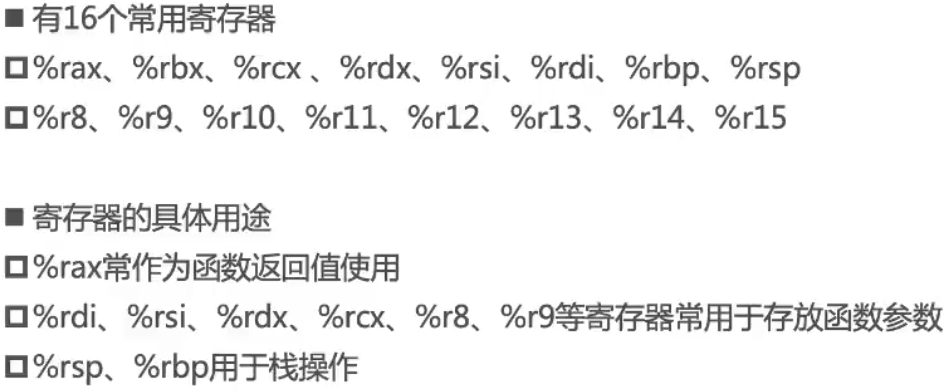 ■ 有16个常用寄存器
□ %rax、%rbx、%rcx 、%rdx、%rsi、%rdi、%rbp、%rsp
□ %r8、%r9、%r10、%r11、%r12、%r13、%r14、%r15
■ 寄存器的具体用途
□ %rax常作为函数返回值使用
□ %rdi、%rsi、%rdx、%rcx、%r8、%r9等寄存器常用于存放函数参数
□ %rsp、%rbp用于栈操作